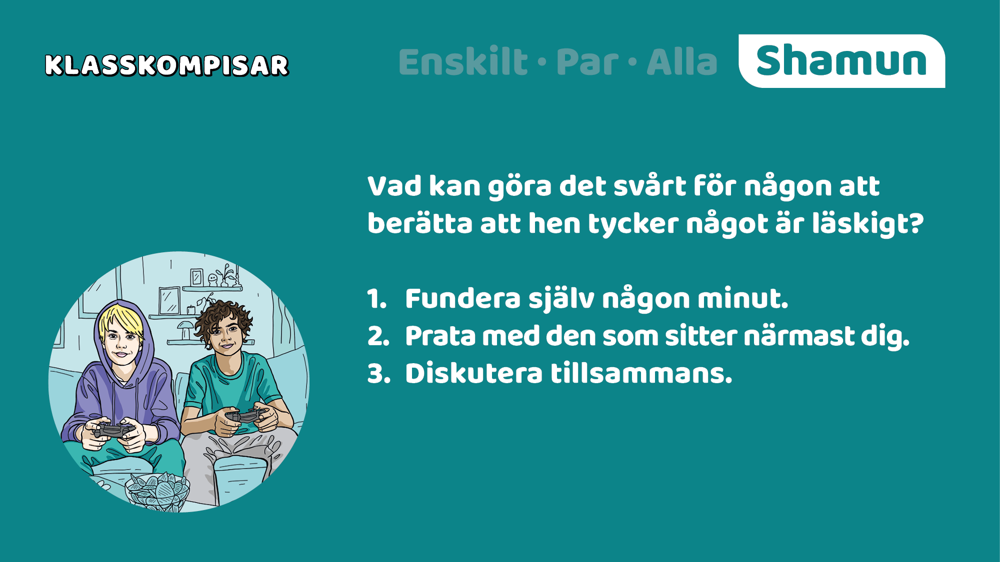 KLASSKOMPISAR
Enskilt • Par • Alla
Shamun
Vad kan göra det svårt för någon att
berätta att hen tycker något är läskigt?
1. Fundera själv någon minut.
2. Prata med den som sitter närmast dig.
3. Diskutera tillsammans.